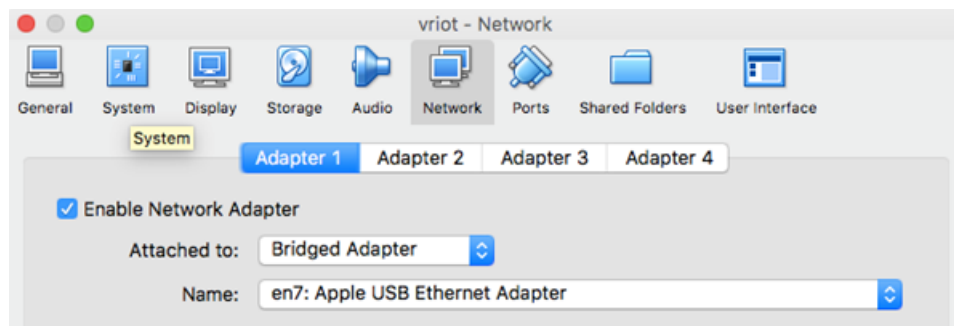 vriot - Network
General System Display Storage Audio Network Ports Shared Folders User Interface
System
Adapter 1 Adapter 2 Adapter 3 Adapter 4
Enable Network Adapter
Attached to: Bridged Adapter
Name: en7: Apple USB Ethernet Adapter